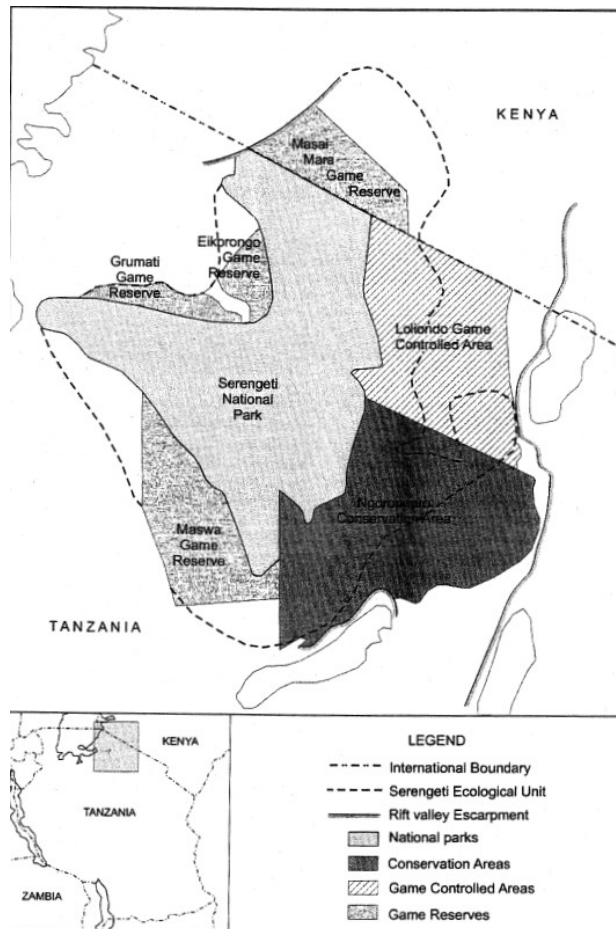 KENYA
Masai
Mara
Game
Reserve
Eikorongo
Game
Reserve
Grumati
Game
Reserve
Loliondo Game
Controlled Area
Serengeti
National
Park
Ngorongoro
Conservation Area
Maswa
Game
Reserve
TANZANIA
KENYA
TANZANIA
ZAMBIA
LEGEND
International Boundary
Serengeti Ecological Unit
Rift valley Escarpment
National parks
Conservation Areas
Game Controlled Areas
Game Reserves